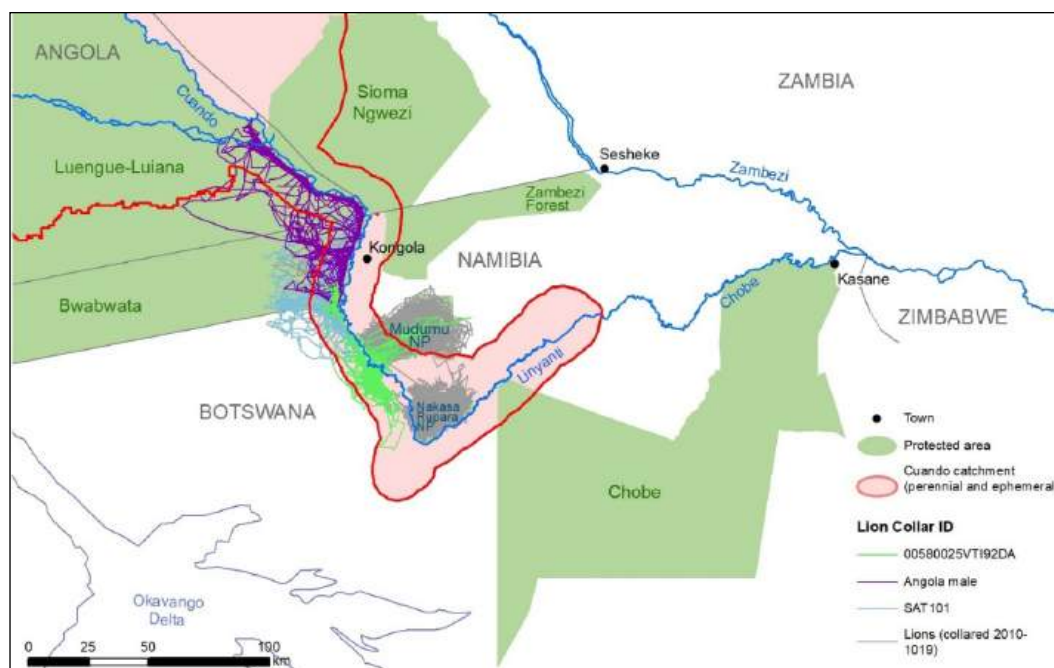 ANGOLA
Cuando
Sioma
Ngwezi
ZAMBIA
Luengue-Luiana
Sesheke
Zambezi
Zambezi
Forest
Kongola
NAMIBIA
Kasane
Chobe
Bwabwata
ZIMBABWE
Mudumu
NP
Linyanti
BOTSWANA
Nakasa
Rupara
NP
Chobe
Okavango
Delta
0 25 50 100
km
Town
Protected area
Cuando catchment
(perennial and ephemeral
Lion Collar ID
00580025VTI92DA
Angola male
SAT101
Lions (collared 2010-
1019)